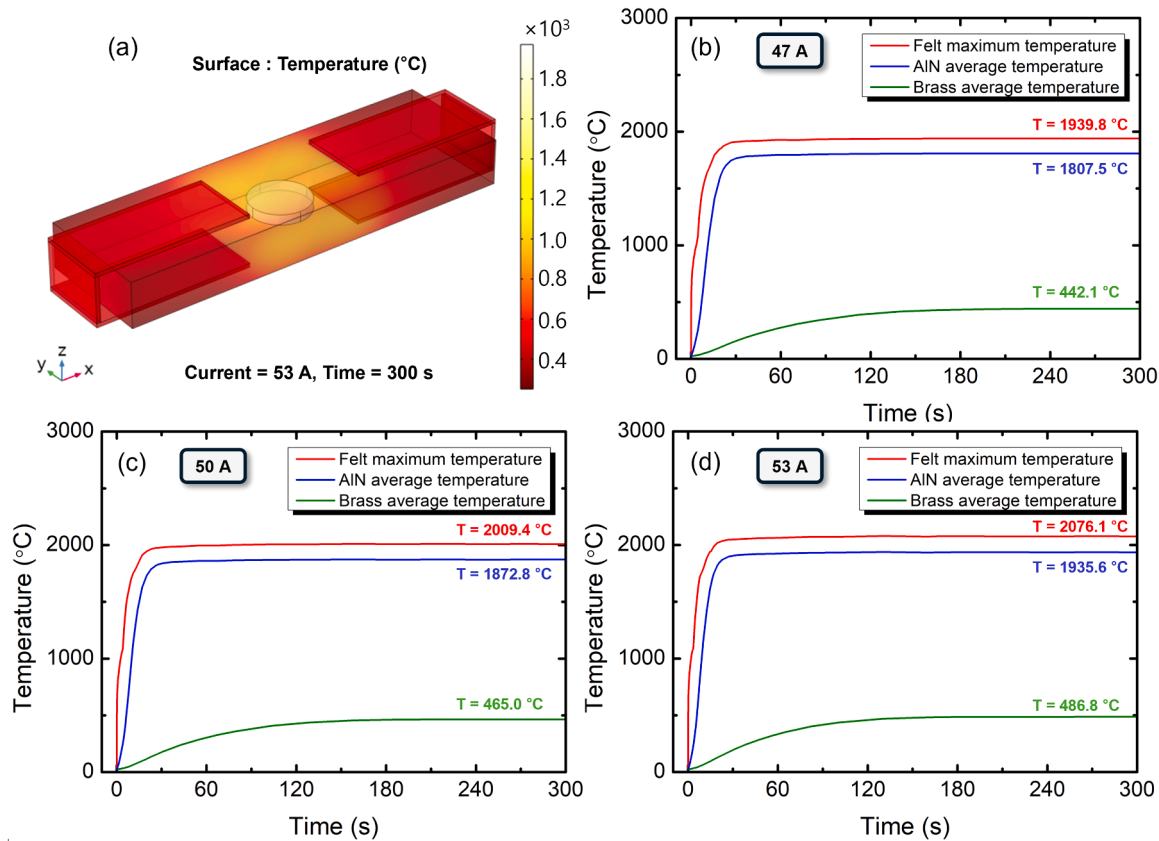 (a)
×10³
Surface : Temperature (°C)
1.8
1.6
1.4
1.2
1.0
0.8
0.6
0.4
z
y
x
Current = 53 A, Time = 300 s
(b)
47 A
Felt maximum temperature
AlN average temperature
Brass average temperature
T = 1939.8 °C
T = 1807.5 °C
T = 442.1 °C
Temperature (°C)
3000
2000
1000
0
0 60 120 180 240 300
Time (s)
(c)
50 A
Felt maximum temperature
AlN average temperature
Brass average temperature
T = 2009.4 °C
T = 1872.8 °C
T = 465.0 °C
Temperature (°C)
3000
2000
1000
0
0 60 120 180 240 300
Time (s)
(d)
53 A
Felt maximum temperature
AlN average temperature
Brass average temperature
T = 2076.1 °C
T = 1935.6 °C
T = 486.8 °C
Temperature (°C)
3000
2000
1000
0
0 60 120 180 240 300
Time (s)